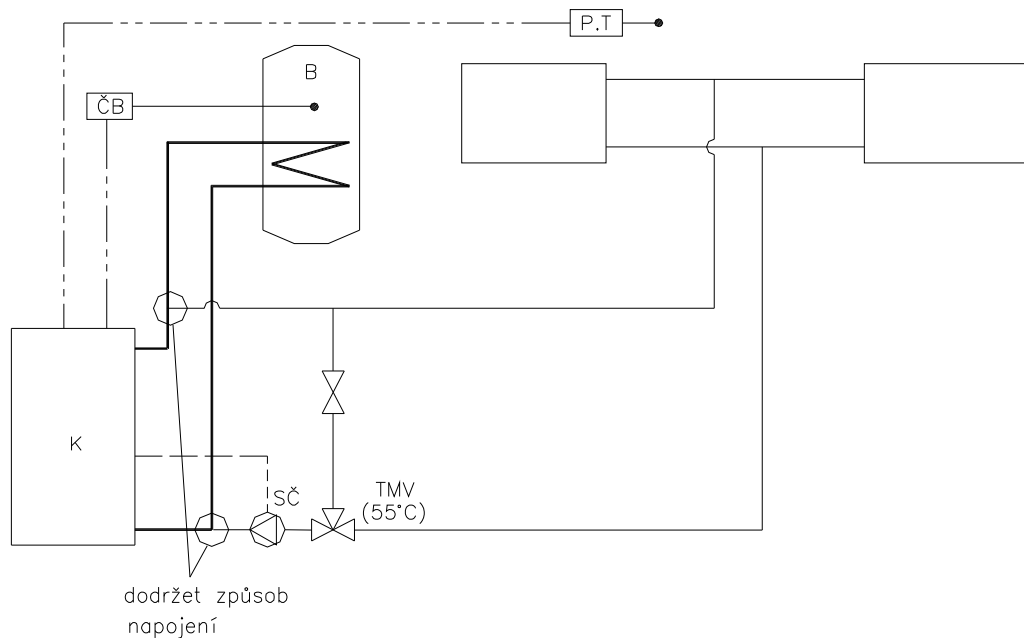 P.T
B
ČB
K
SČ
TMV
(55°C)
dodržet způsob
napojení